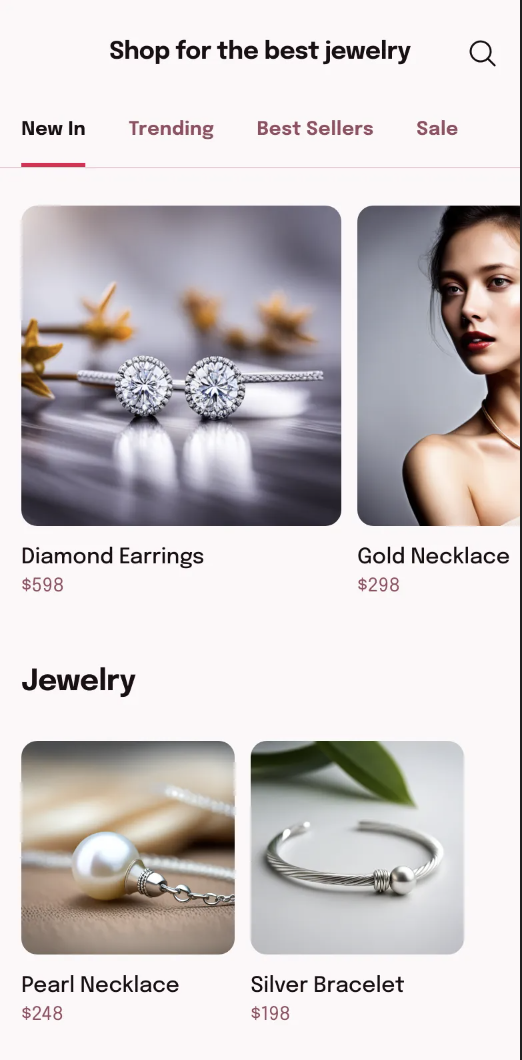 Shop for the best jewelry
New In Trending Best Sellers Sale
Diamond Earrings
$598
Gold Necklace
$298
Jewelry
Pearl Necklace
$248
Silver Bracelet
$198